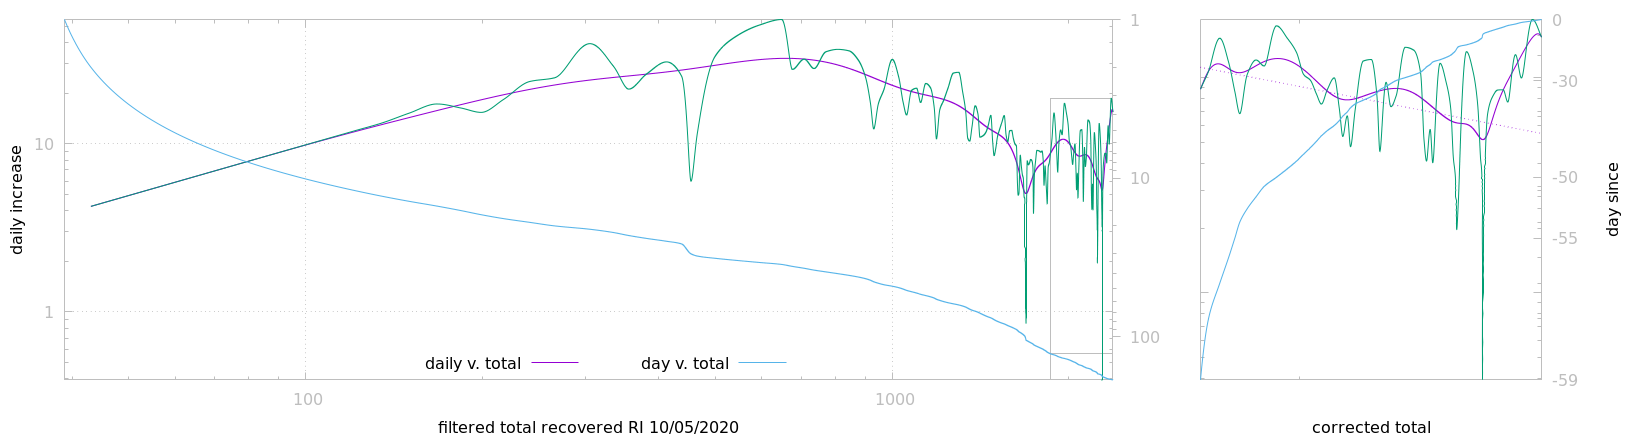 daily increase
10
1
100
1000
daily v. total
day v. total
filtered total recovered RI 10/05/2020
1
10
100
0
-30
-50
-55
-59
day since
corrected total